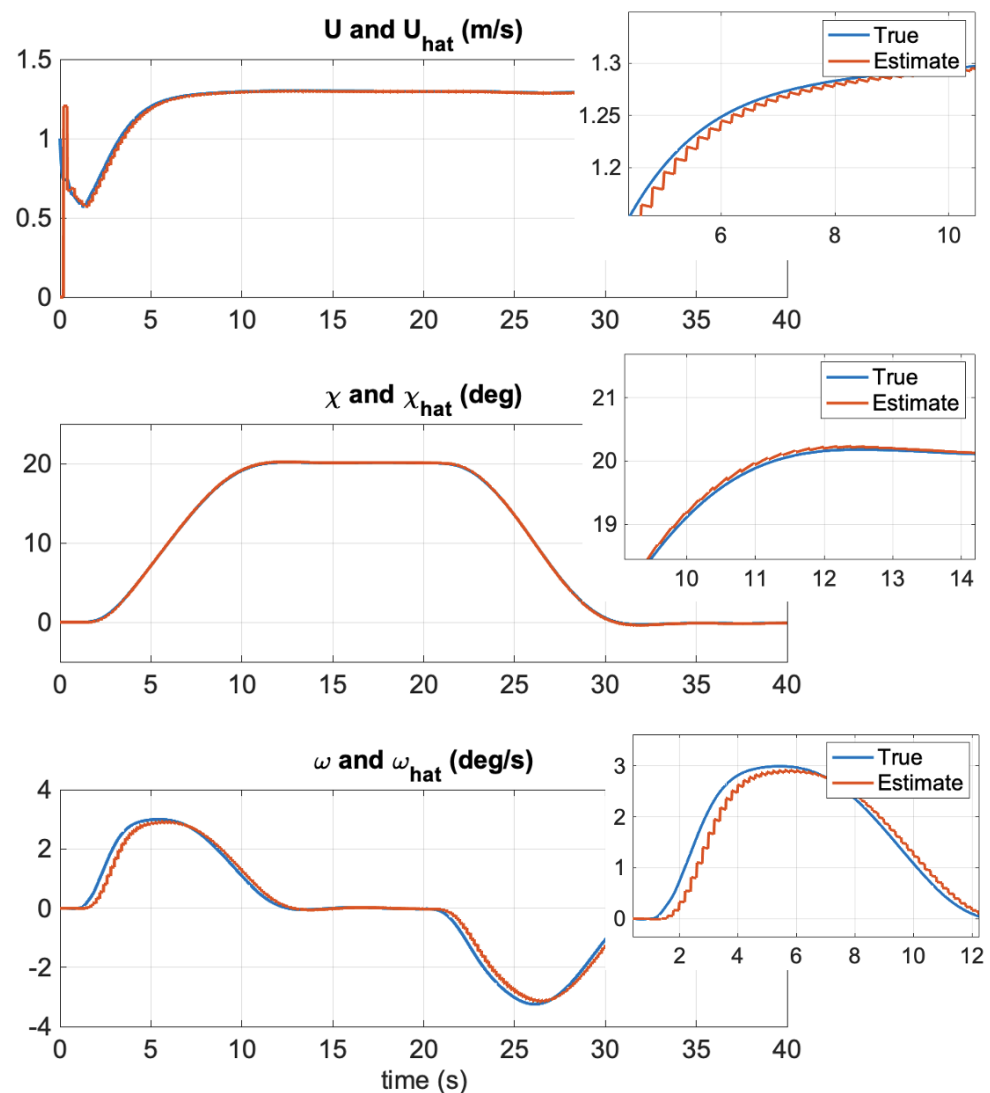 U and U_hat (m/s)
1.5
1
0.5
0
0 5 10 15 20 25 30 35 40
True
Estimate
1.3
1.25
1.2
6 8 10
χ and χ_hat (deg)
20
10
0
0 5 10 15 20 25 30 35 40
True
Estimate
21
20
19
10 11 12 13 14
ω and ω_hat (deg/s)
4
2
0
-2
-4
0 5 10 15 20 25 30 35 40
time (s)
True
Estimate
3
2
1
0
2 4 6 8 10 12